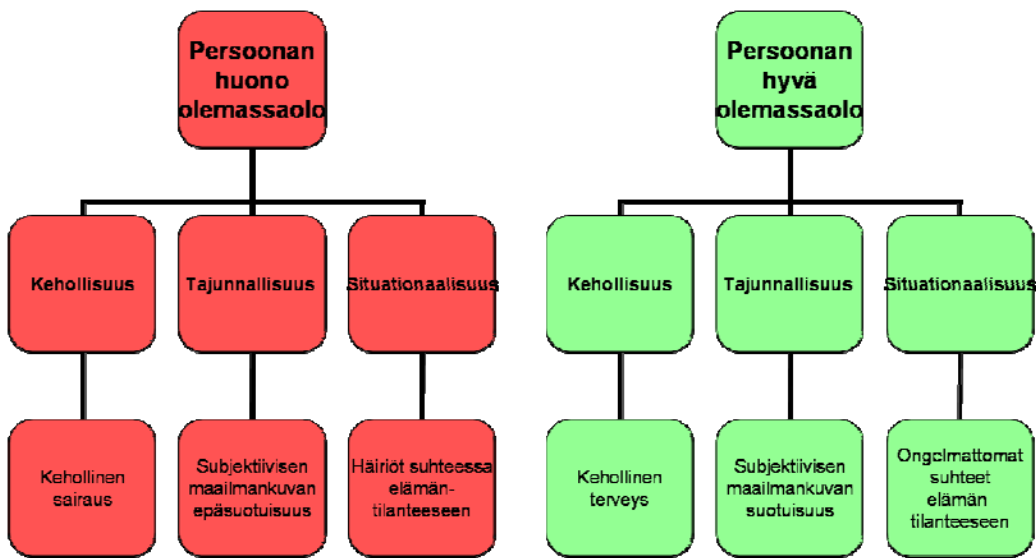 Persoonan
huono
olemassaolo
Persoonan
hyvä
olemassaolo
Kehollisuus
Tajunnallisuus
Situationaalisuus
Kehollisuus
Tajunnallisuus
Situationaalisuus
Kehollinen
sairaus
Subjektiivisen
maailmankuvan
epäsuotuisuus
Häiriöt suhteessa
elämän-
tilanteeseen
Kehollinen
terveys
Subjektiivisen
maailmankuvan
suotuisuus
Ongelmattomat
suhteet
elämän
tilanteeseen